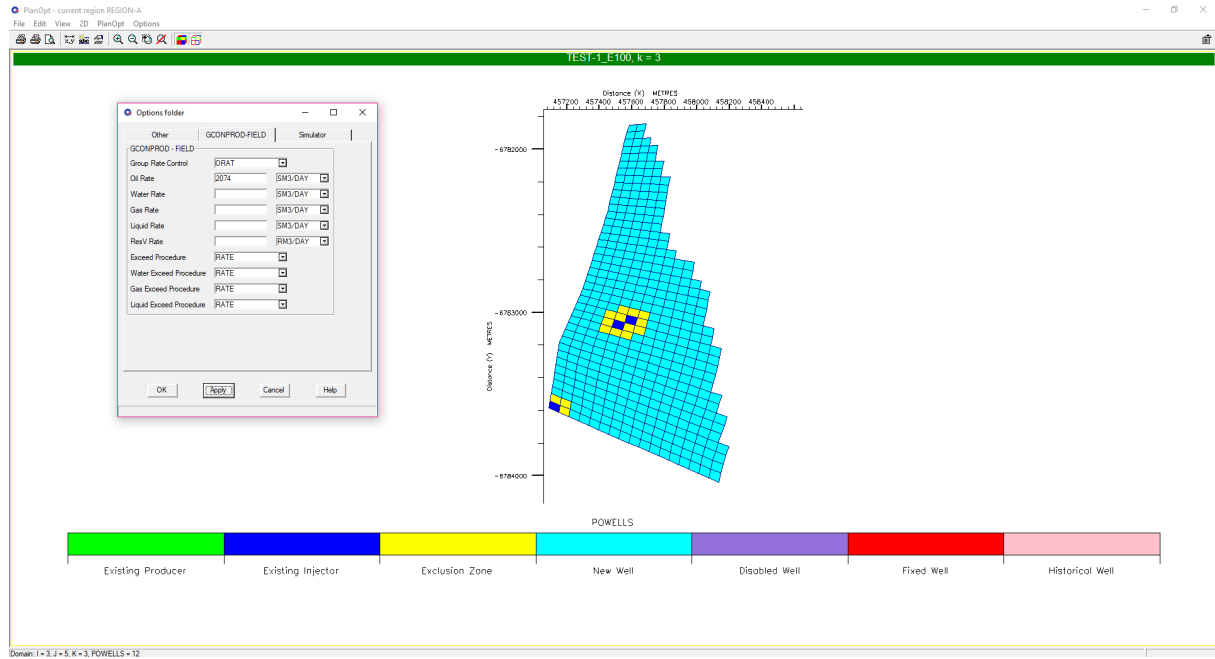 PlanOpt - current region REGION-A
File Edit View 2D PlanOpt Options
TEST-1_E100, k = 3
Distance (X) METRES
457200 457400 457600 457800 458000 458200 458400
Options folder
Other GCONPROD-FIELD Simulator
GCONPROD - FIELD
Group Rate Control ORAT
Oil Rate 2074 SM3/DAY
Water Rate SM3/DAY
Gas Rate SM3/DAY
Liquid Rate SM3/DAY
ResV Rate RM3/DAY
Exceed Procedure RATE
Water Exceed Procedure RATE
Gas Exceed Procedure RATE
Liquid Exceed Procedure RATE
OK Apply Cancel Help
-6782000
-6783000
Distance (Y) METRES
-6784000
POWELLS
Existing Producer Existing Injector Exclusion Zone New Well Disabled Well Fixed Well Historical Well
Domain: I = 3, J = 5, K = 3, POWELLS = 12